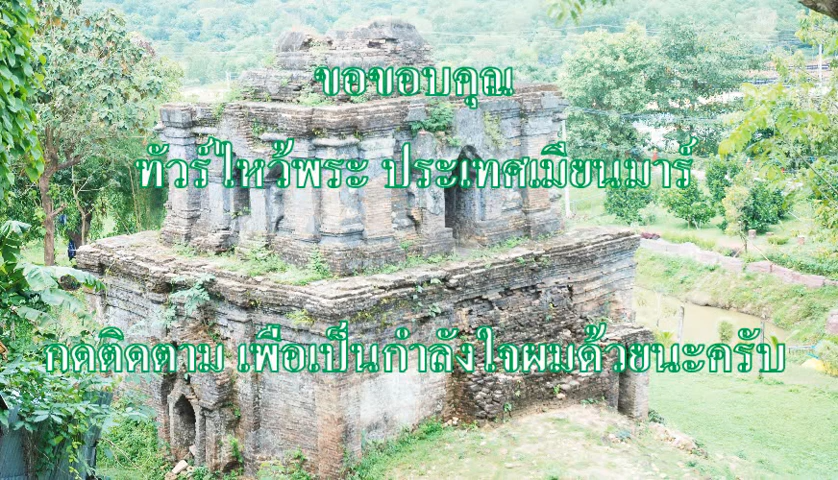 ขอขอบคุณ
ทัวร์ไหว้พระ ประเทศเมียนมาร์
กดติดตาม เพื่อเป็นกำลังใจผมด้วยนะครับ